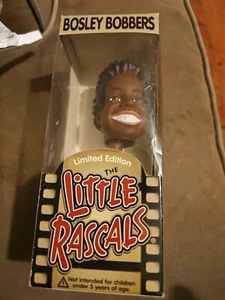 BOSLEY BOBBERS
Limited Edition
THE
LITTLE
RASCALS®
Not intended for children
under 5 years of age.